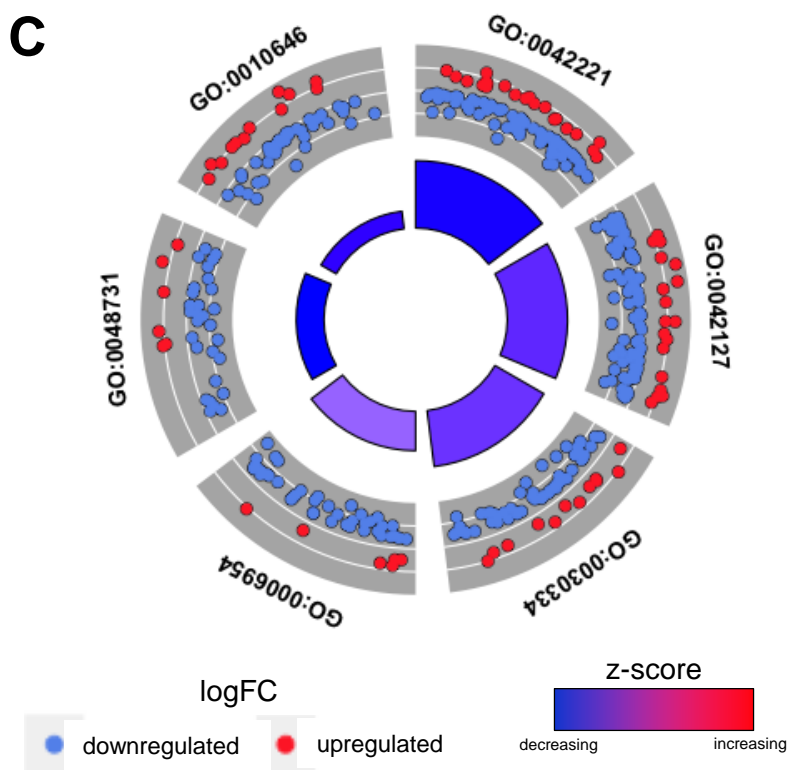 C
GO:0010646
GO:0042221
GO:0048731
GO:0042127
GO:0006954
GO:0030334
logFC
downregulated
upregulated
z-score
decreasing
increasing